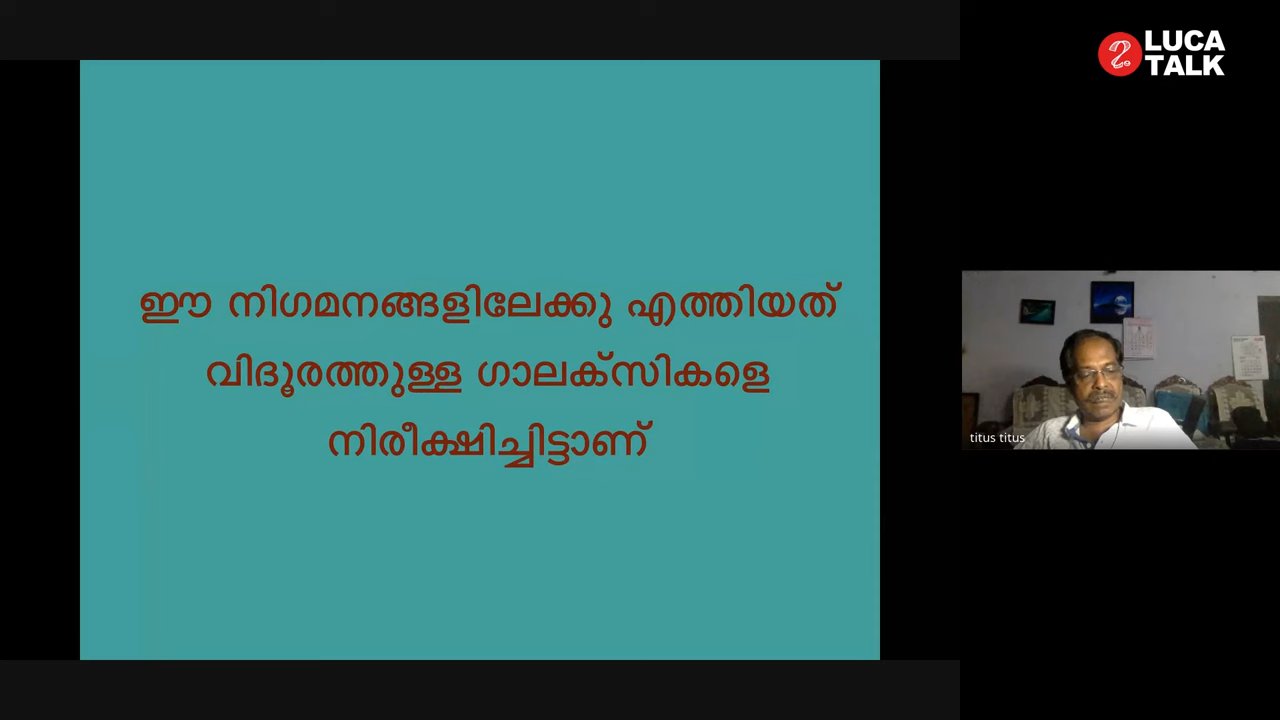 ഈ നിഗമനങ്ങളിലേക്കു എത്തിയത്
വിദൂരത്തുള്ള ഗാലക്സികളെ
നിരീക്ഷിച്ചിട്ടാണ്
LUCA
TALK
titus titus